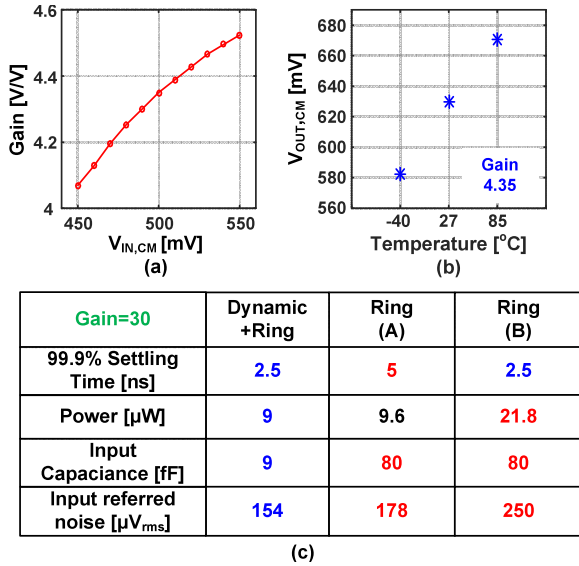 4.6
4.4
4.2
4
Gain [V/V]
450
500
550
V_IN,CM [mV]
(a)
680
660
640
620
600
580
560
V_OUT,CM [mV]
Gain
4.35
-40
27
85
Temperature [°C]
(b)
Gain=30
Dynamic
+Ring
Ring
(A)
Ring
(B)
99.9% Settling
Time [ns]
2.5
5
2.5
Power [µW]
9
9.6
21.8
Input
Capaciance [fF]
9
80
80
Input referred
noise [µV_rms]
154
178
250
(c)